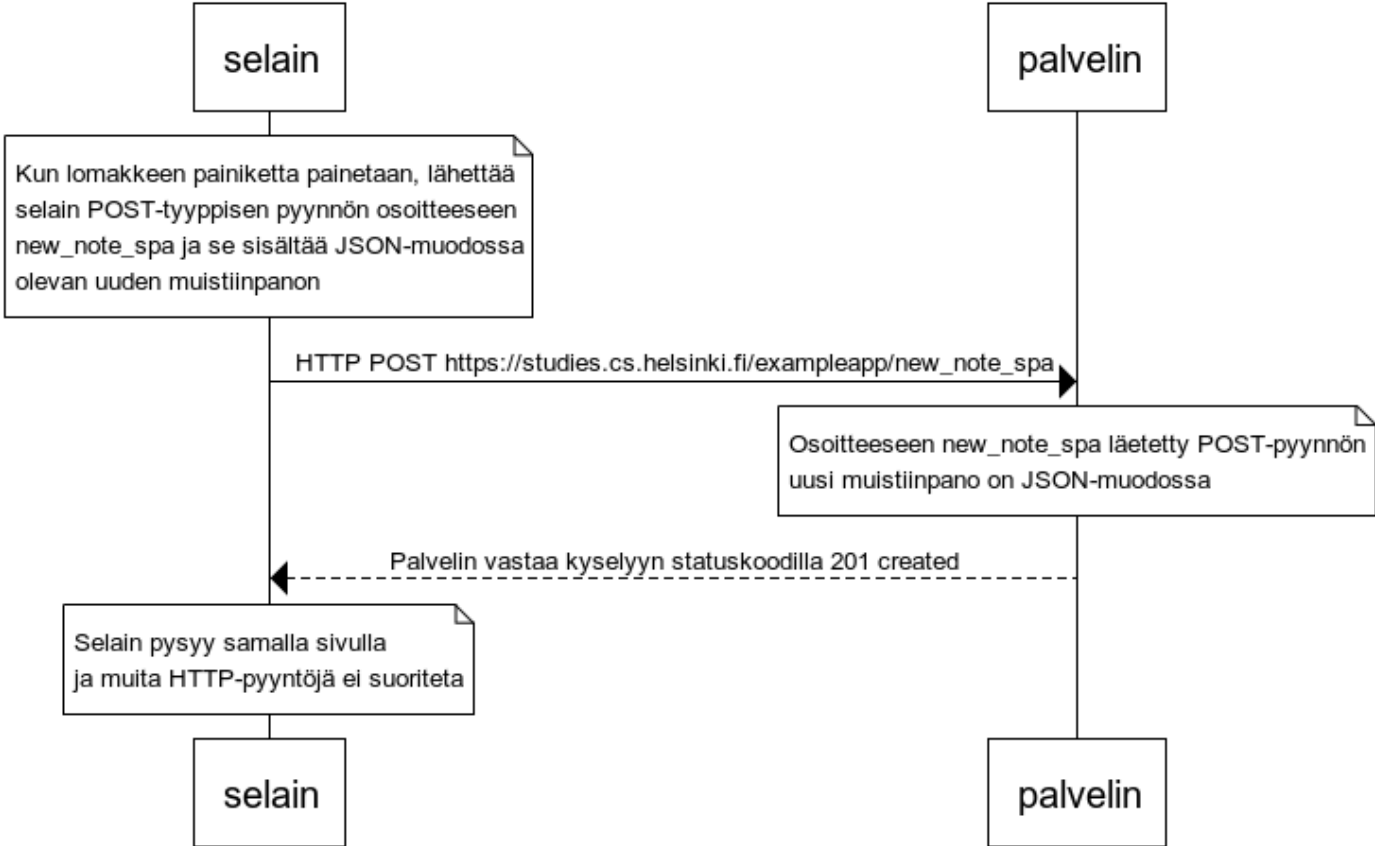 selain
palvelin
Kun lomakkeen painiketta painetaan, lähettää
selain POST-tyyppisen pyynnön osoitteeseen
new_note_spa ja se sisältää JSON-muodossa
olevan uuden muistiinpanon
HTTP POST https://studies.cs.helsinki.fi/exampleapp/new_note_spa
Osoitteeseen new_note_spa läetetty POST-pyynnön
uusi muistiinpano on JSON-muodossa
Palvelin vastaa kyselyyn statuskoodilla 201 created
Selain pysyy samalla sivulla
ja muita HTTP-pyyntöjä ei suoriteta
selain
palvelin